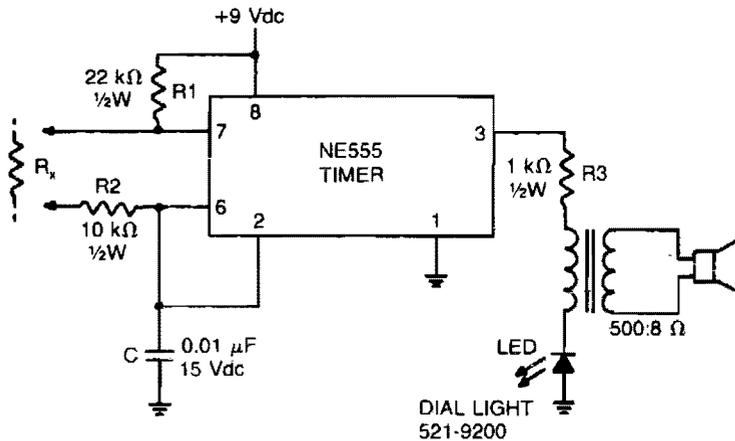 +9 Vdc
22 kΩ
½W
R1
8
7
3
NE555
TIMER
1 kΩ
½W
R3
Rx
R2
10 kΩ
½W
6
2
1
C
0.01 μF
15 Vdc
500:8 Ω
LED
DIAL LIGHT
521-9200